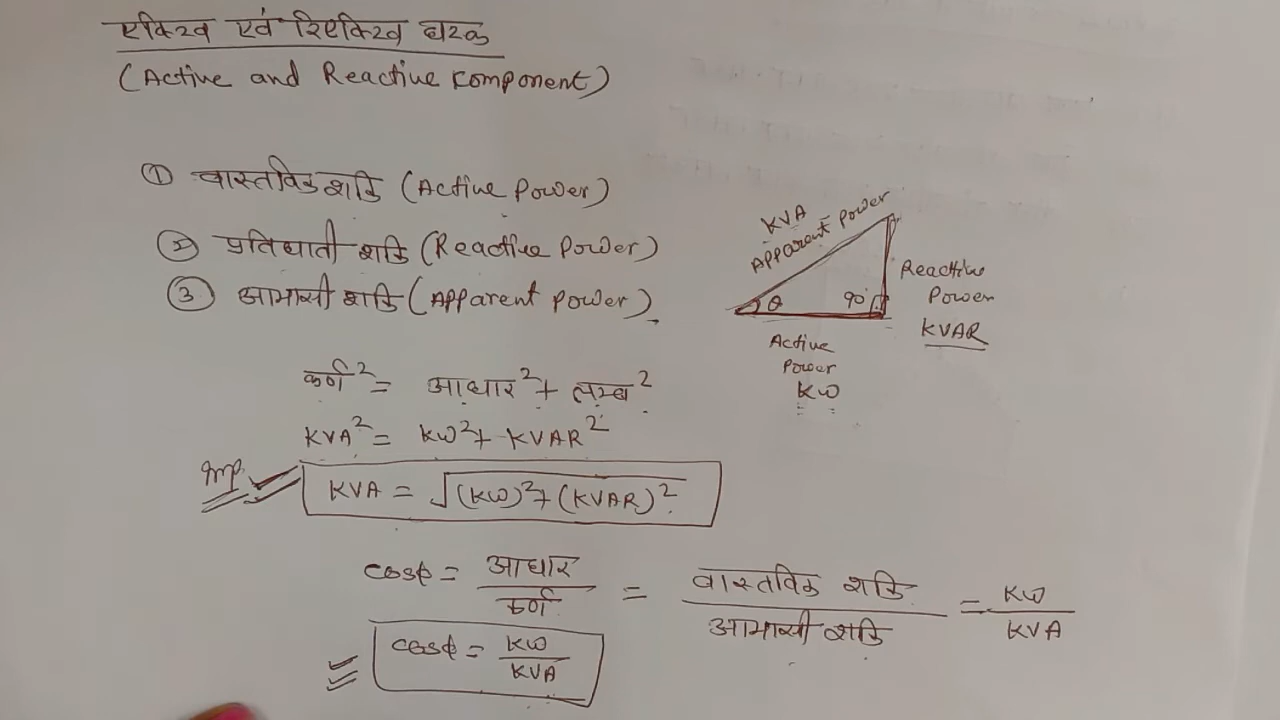 एक्टिव एवं रिएक्टिव घटक
(Active and Reactive Component)
① वास्तविक शक्ति (Active Power)
② प्रतिघाती शक्ति (Reactive Power)
③ आभासी शक्ति (Apparent Power)
KVA
Apparent Power
θ
90°
Reactive
Power
KVAR
Active
Power
KW
कर्ण² = आधार² + लम्ब²
KVA² = KW² + KVAR²
Imp.
KVA = √(KW)² + (KVAR)²
cosϕ = आधार / कर्ण = वास्तविक शक्ति / आभासी शक्ति = KW / KVA
cosϕ = KW / KVA